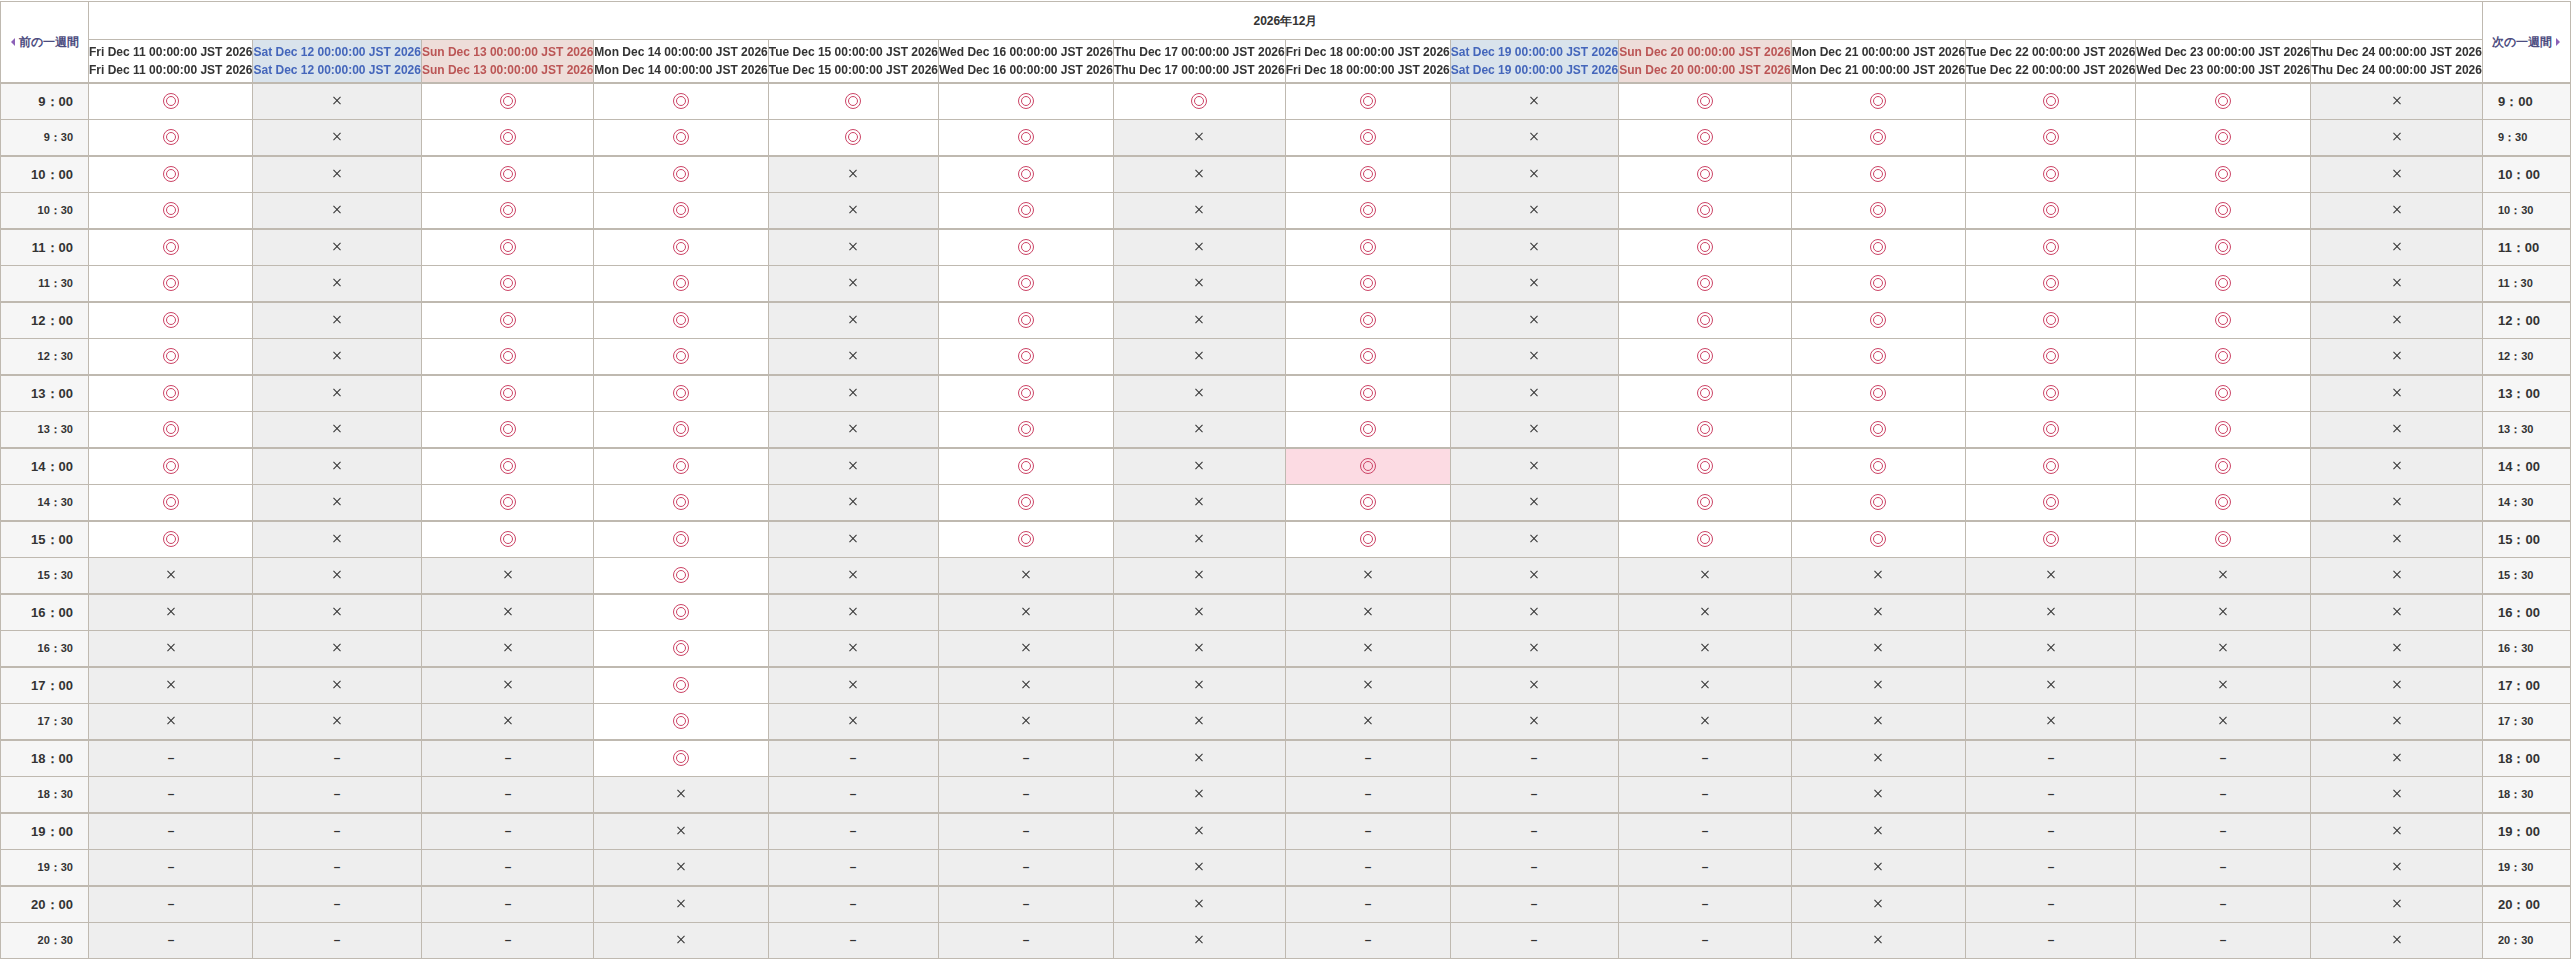 2026年12月
前の一週間
次の一週間
Fri Dec 11 00:00:00 JST 2026 Sat Dec 12 00:00:00 JST 2026 Sun Dec 13 00:00:00 JST 2026 Mon Dec 14 00:00:00 JST 2026 Tue Dec 15 00:00:00 JST 2026 Wed Dec 16 00:00:00 JST 2026 Thu Dec 17 00:00:00 JST 2026 Fri Dec 18 00:00:00 JST 2026 Sat Dec 19 00:00:00 JST 2026 Sun Dec 20 00:00:00 JST 2026 Mon Dec 21 00:00:00 JST 2026 Tue Dec 22 00:00:00 JST 2026 Wed Dec 23 00:00:00 JST 2026 Thu Dec 24 00:00:00 JST 2026
Fri Dec 11 00:00:00 JST 2026 Sat Dec 12 00:00:00 JST 2026 Sun Dec 13 00:00:00 JST 2026 Mon Dec 14 00:00:00 JST 2026 Tue Dec 15 00:00:00 JST 2026 Wed Dec 16 00:00:00 JST 2026 Thu Dec 17 00:00:00 JST 2026 Fri Dec 18 00:00:00 JST 2026 Sat Dec 19 00:00:00 JST 2026 Sun Dec 20 00:00:00 JST 2026 Mon Dec 21 00:00:00 JST 2026 Tue Dec 22 00:00:00 JST 2026 Wed Dec 23 00:00:00 JST 2026 Thu Dec 24 00:00:00 JST 2026
9：00 ◎ × ◎ ◎ ◎ ◎ ◎ ◎ × ◎ ◎ ◎ ◎ × 9：00
9：30 ◎ × ◎ ◎ ◎ ◎ × ◎ × ◎ ◎ ◎ ◎ × 9：30
10：00 ◎ × ◎ ◎ × ◎ × ◎ × ◎ ◎ ◎ ◎ × 10：00
10：30 ◎ × ◎ ◎ × ◎ × ◎ × ◎ ◎ ◎ ◎ × 10：30
11：00 ◎ × ◎ ◎ × ◎ × ◎ × ◎ ◎ ◎ ◎ × 11：00
11：30 ◎ × ◎ ◎ × ◎ × ◎ × ◎ ◎ ◎ ◎ × 11：30
12：00 ◎ × ◎ ◎ × ◎ × ◎ × ◎ ◎ ◎ ◎ × 12：00
12：30 ◎ × ◎ ◎ × ◎ × ◎ × ◎ ◎ ◎ ◎ × 12：30
13：00 ◎ × ◎ ◎ × ◎ × ◎ × ◎ ◎ ◎ ◎ × 13：00
13：30 ◎ × ◎ ◎ × ◎ × ◎ × ◎ ◎ ◎ ◎ × 13：30
14：00 ◎ × ◎ ◎ × ◎ × ◎ × ◎ ◎ ◎ ◎ × 14：00
14：30 ◎ × ◎ ◎ × ◎ × ◎ × ◎ ◎ ◎ ◎ × 14：30
15：00 ◎ × ◎ ◎ × ◎ × ◎ × ◎ ◎ ◎ ◎ × 15：00
15：30 × × × ◎ × × × × × × × × × × 15：30
16：00 × × × ◎ × × × × × × × × × × 16：00
16：30 × × × ◎ × × × × × × × × × × 16：30
17：00 × × × ◎ × × × × × × × × × × 17：00
17：30 × × × ◎ × × × × × × × × × × 17：30
18：00 － － － ◎ － － × － － － × － － × 18：00
18：30 － － － × － － × － － － × － － × 18：30
19：00 － － － × － － × － － － × － － × 19：00
19：30 － － － × － － × － － － × － － × 19：30
20：00 － － － × － － × － － － × － － × 20：00
20：30 － － － × － － × － － － × － － × 20：30